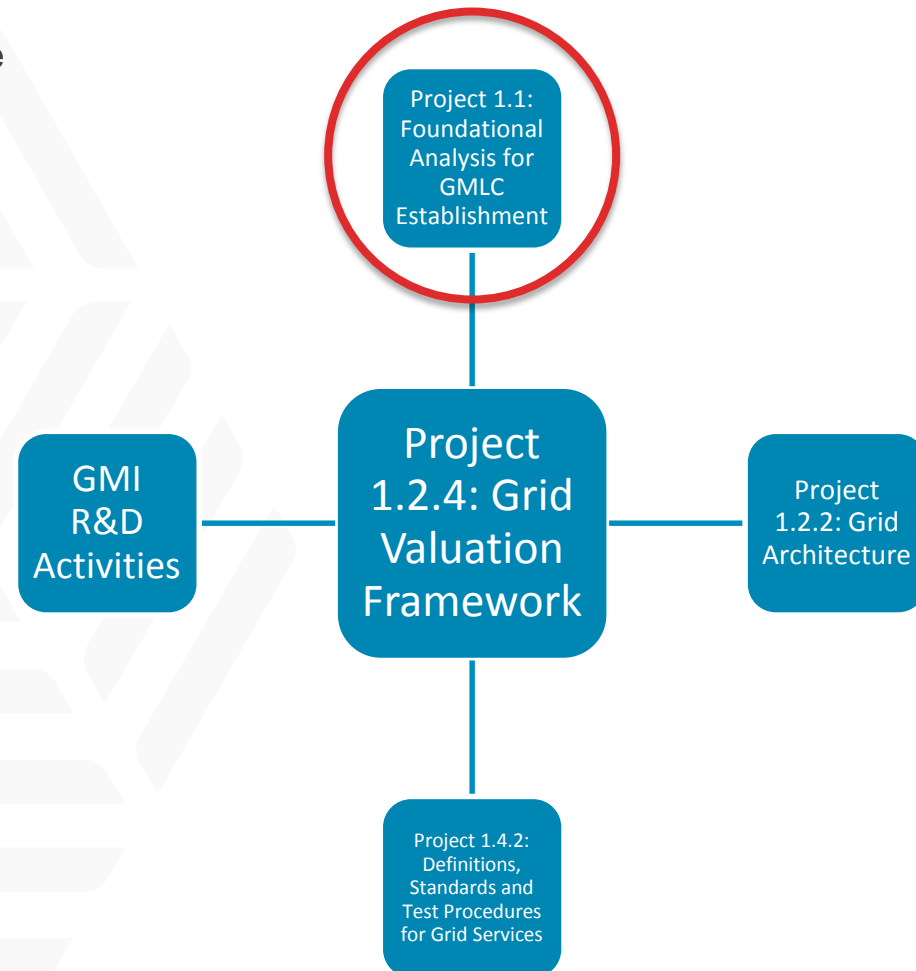 e
Project 1.1:
Foundational
Analysis for
GMLC
Establishment
GMI
R&D
Activities
Project
1.2.4: Grid
Valuation
Framework
Project
1.2.2: Grid
Architecture
Project 1.4.2:
Definitions,
Standards and
Test Procedures
for Grid Services